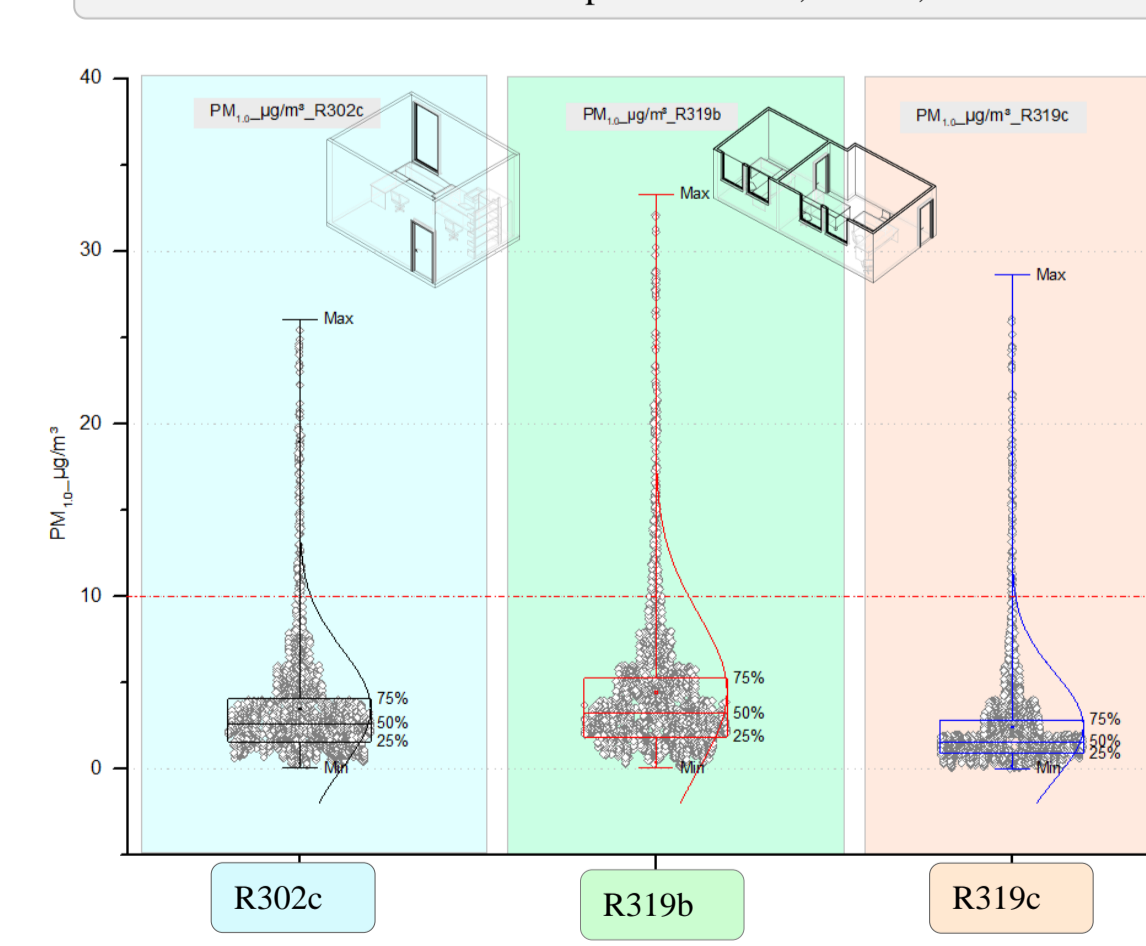 40
30
20
10
0
PM1.0_µg/m³
PM1.0_µg/m³_R302c
PM1.0_µg/m³_R319b
PM1.0_µg/m³_R319c
Max
75%
50%
25%
Min
Max
75%
50%
25%
Min
Max
75%
50%
25%
Min
R302c
R319b
R319c